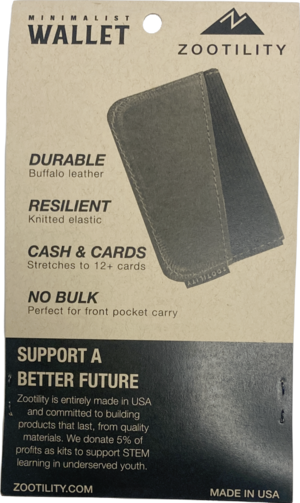 MINIMALIST
WALLET
ZOOTILITY
DURABLE
Buffalo leather
RESILIENT
Knitted elastic
CASH & CARDS
Stretches to 12+ cards
NO BULK
Perfect for front pocket carry
ZOOTILITY
SUPPORT A
BETTER FUTURE
Zootility is entirely made in USA
and committed to building
products that last, from quality
materials. We donate 5% of
profits as kits to support STEM
learning in underserved youth.
ZOOTILITY.COM
MADE IN USA